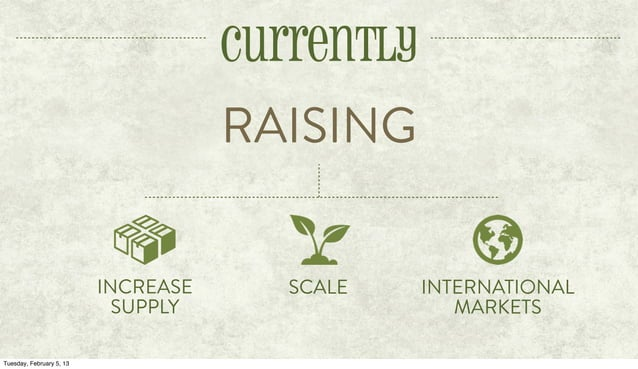 currently
RAISING
INCREASE
SUPPLY
SCALE
INTERNATIONAL
MARKETS
Tuesday, February 5, 13